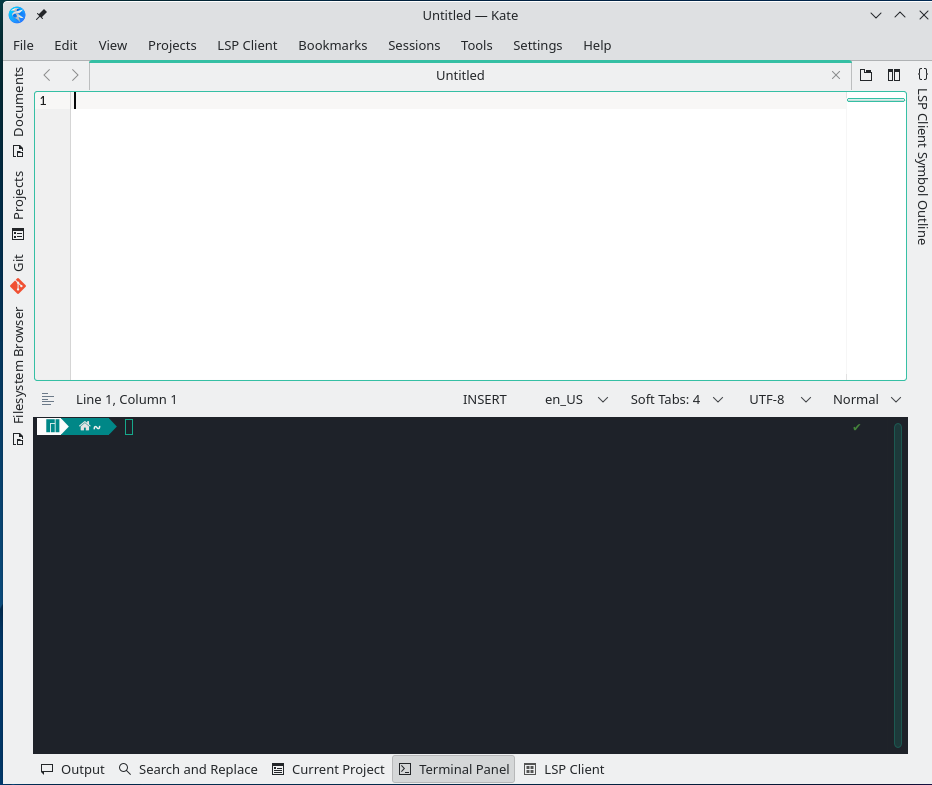 Untitled — Kate
File Edit View Projects LSP Client Bookmarks Sessions Tools Settings Help
Untitled
Documents
Projects
Git
Filesystem Browser
1
{} LSP Client Symbol Outline
Line 1, Column 1 INSERT en_US Soft Tabs: 4 UTF-8 Normal
~
Output Search and Replace Current Project Terminal Panel LSP Client